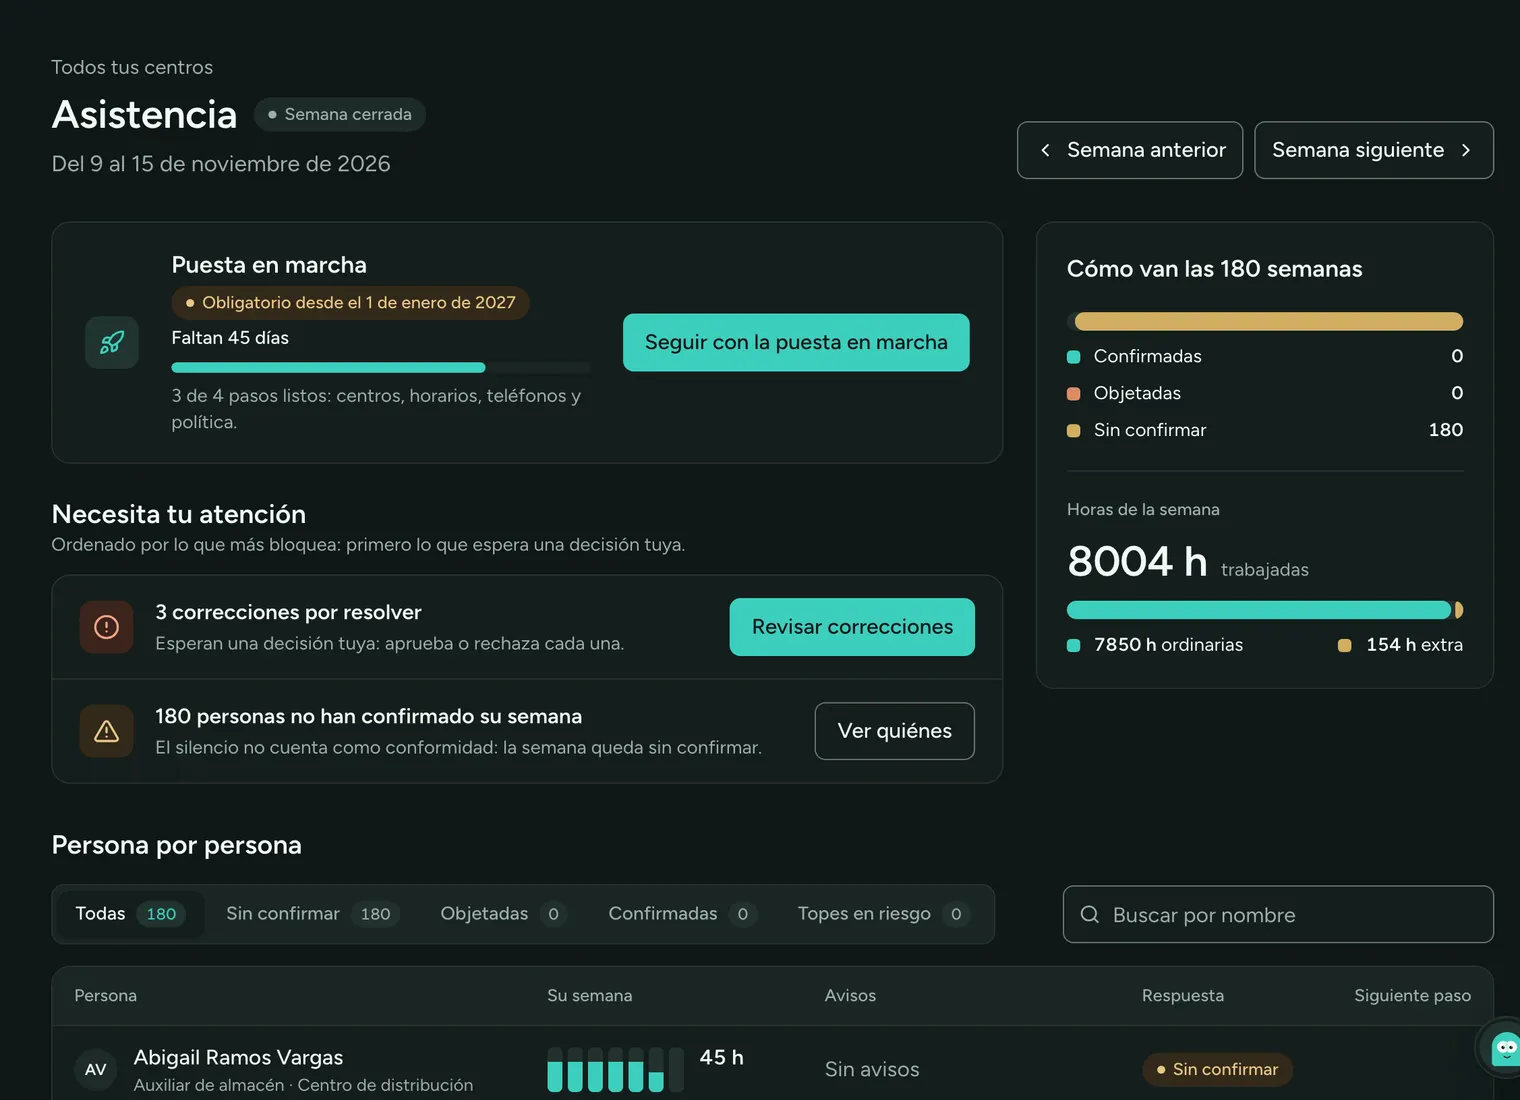 Todos tus centros
Asistencia
Semana cerrada
Del 9 al 15 de noviembre de 2026
Semana anterior
Semana siguiente
Puesta en marcha
Obligatorio desde el 1 de enero de 2027
Faltan 45 días
3 de 4 pasos listos: centros, horarios, teléfonos y
política.
Seguir con la puesta en marcha
Cómo van las 180 semanas
Confirmadas 0
Objetadas 0
Sin confirmar 180
Horas de la semana
8004 h trabajadas
7850 h ordinarias 154 h extra
Necesita tu atención
Ordenado por lo que más bloquea: primero lo que espera una decisión tuya.
3 correcciones por resolver
Esperan una decisión tuya: aprueba o rechaza cada una.
Revisar correcciones
180 personas no han confirmado su semana
El silencio no cuenta como conformidad: la semana queda sin confirmar.
Ver quiénes
Persona por persona
Todas 180 Sin confirmar 180 Objetadas 0 Confirmadas 0 Topes en riesgo 0
Buscar por nombre
Persona Su semana Avisos Respuesta Siguiente paso
AV Abigail Ramos Vargas 45 h Sin avisos Sin confirmar
Auxiliar de almacén · Centro de distribución